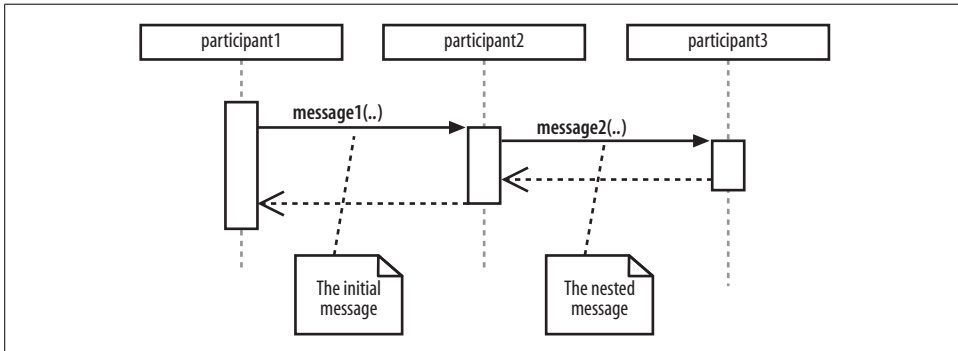 participant1
participant2
participant3
message1(..)
message2(..)
The initial
message
The nested
message